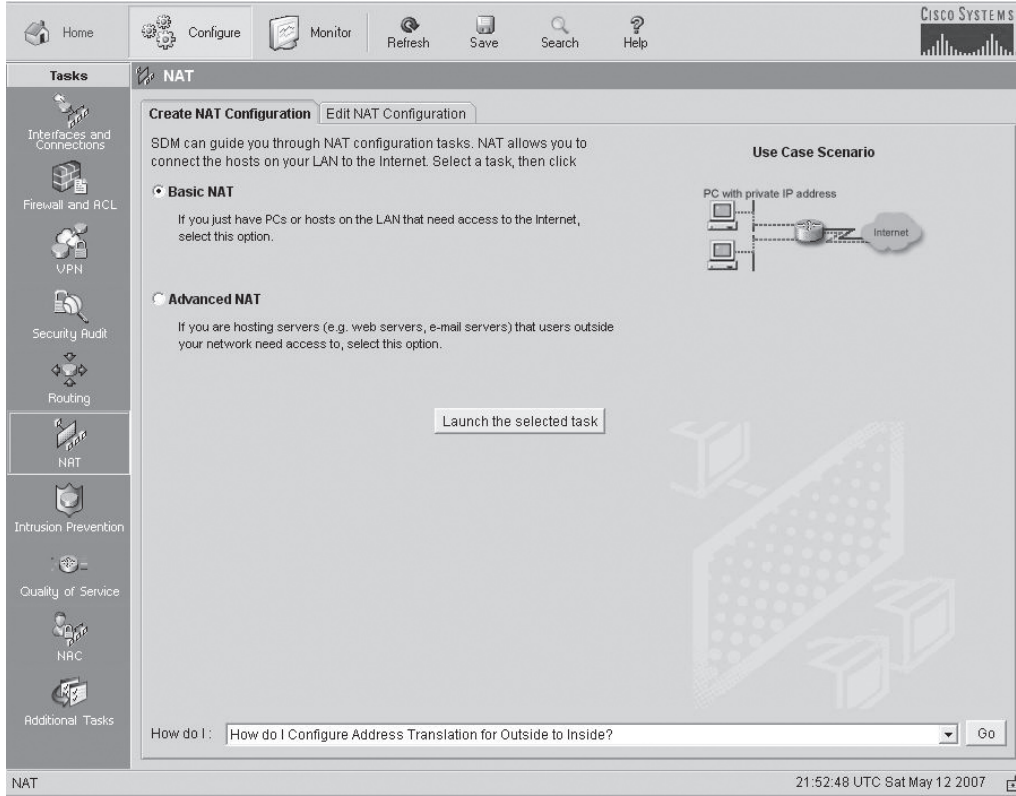 Home
Configure
Monitor
Refresh
Save
Search
Help
CISCO SYSTEMS
Tasks
NAT
Interfaces and
Connections
Firewall and ACL
VPN
Security Audit
Routing
NAT
Intrusion Prevention
Quality of Service
NAC
Additional Tasks
Create NAT Configuration
Edit NAT Configuration
SDM can guide you through NAT configuration tasks. NAT allows you to
connect the hosts on your LAN to the Internet. Select a task, then click
Basic NAT
If you just have PCs or hosts on the LAN that need access to the Internet,
select this option.
Advanced NAT
If you are hosting servers (e.g. web servers, e-mail servers) that users outside
your network need access to, select this option.
Launch the selected task
Use Case Scenario
PC with private IP address
Internet
How do I :
How do I Configure Address Translation for Outside to Inside?
Go
NAT
21:52:48 UTC Sat May 12 2007